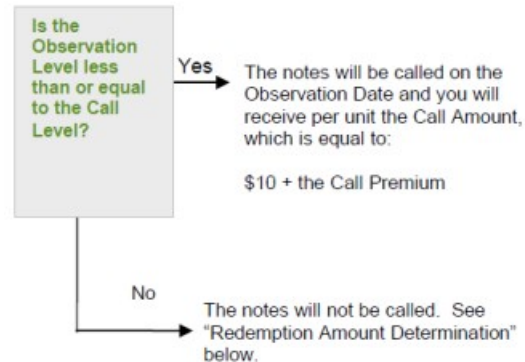 Is the
Observation
Level less
than or equal
to the Call
Level?
Yes
The notes will be called on the
Observation Date and you will
receive per unit the Call Amount,
which is equal to:
$10 + the Call Premium
No
The notes will not be called. See
“Redemption Amount Determination”
below.